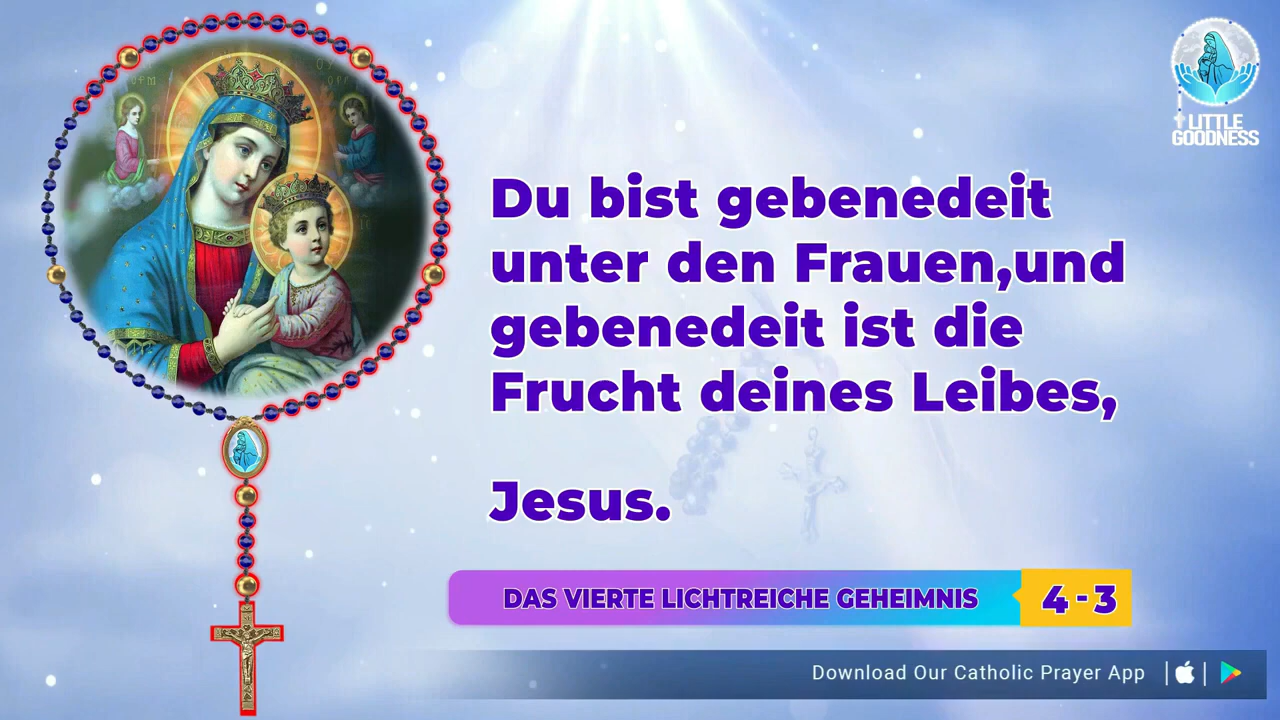 LITTLE
GOODNESS
Du bist gebenedeit
unter den Frauen,und
gebenedeit ist die
Frucht deines Leibes,
Jesus.
DAS VIERTE LICHTREICHE GEHEIMNIS
4 - 3
Download Our Catholic Prayer App